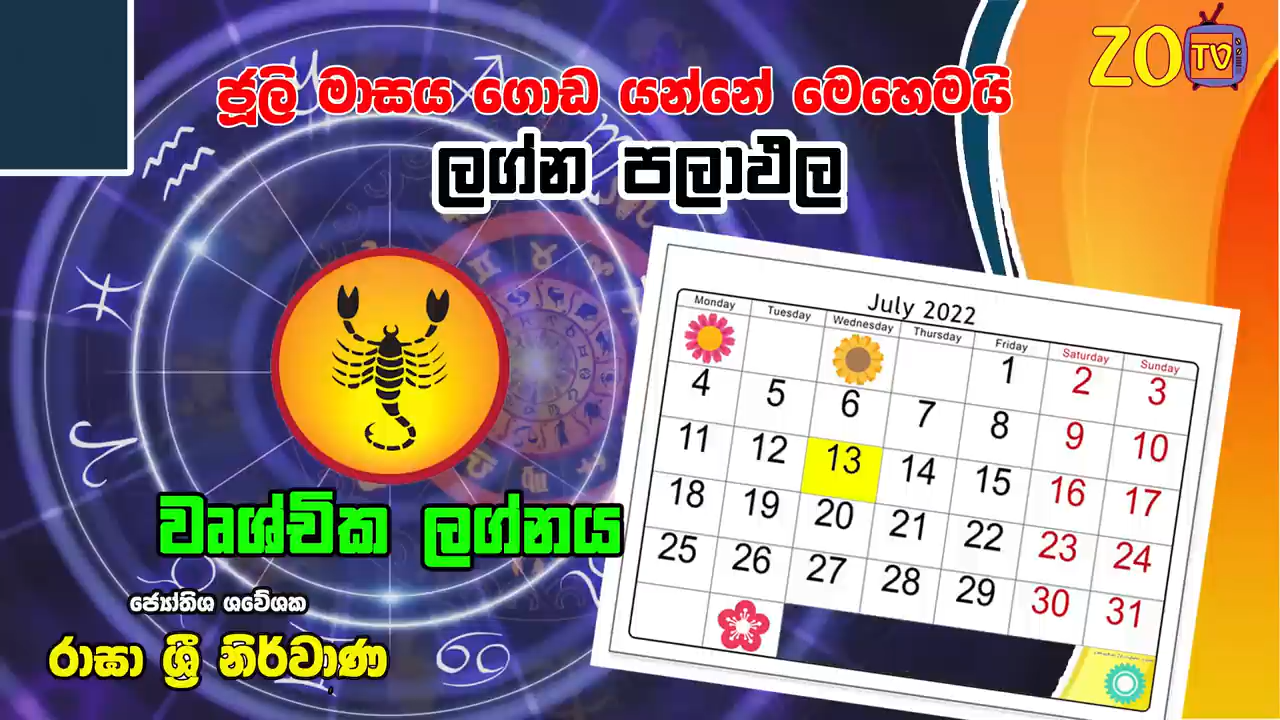 ZO TV
ජූලි මාසය ගොඩ යන්නේ මෙහෙමයි
ලග්න පලාඵල
වෘශ්චික ලග්නය
ජ්‍යෝතිශ ගවේශක
රාසා ශ්‍රී නිර්වාණ
July 2022
Monday Tuesday Wednesday Thursday Friday Saturday Sunday
1 2 3
4 5 6 7 8 9 10
11 12 13 14 15 16 17
18 19 20 21 22 23 24
25 26 27 28 29 30 31